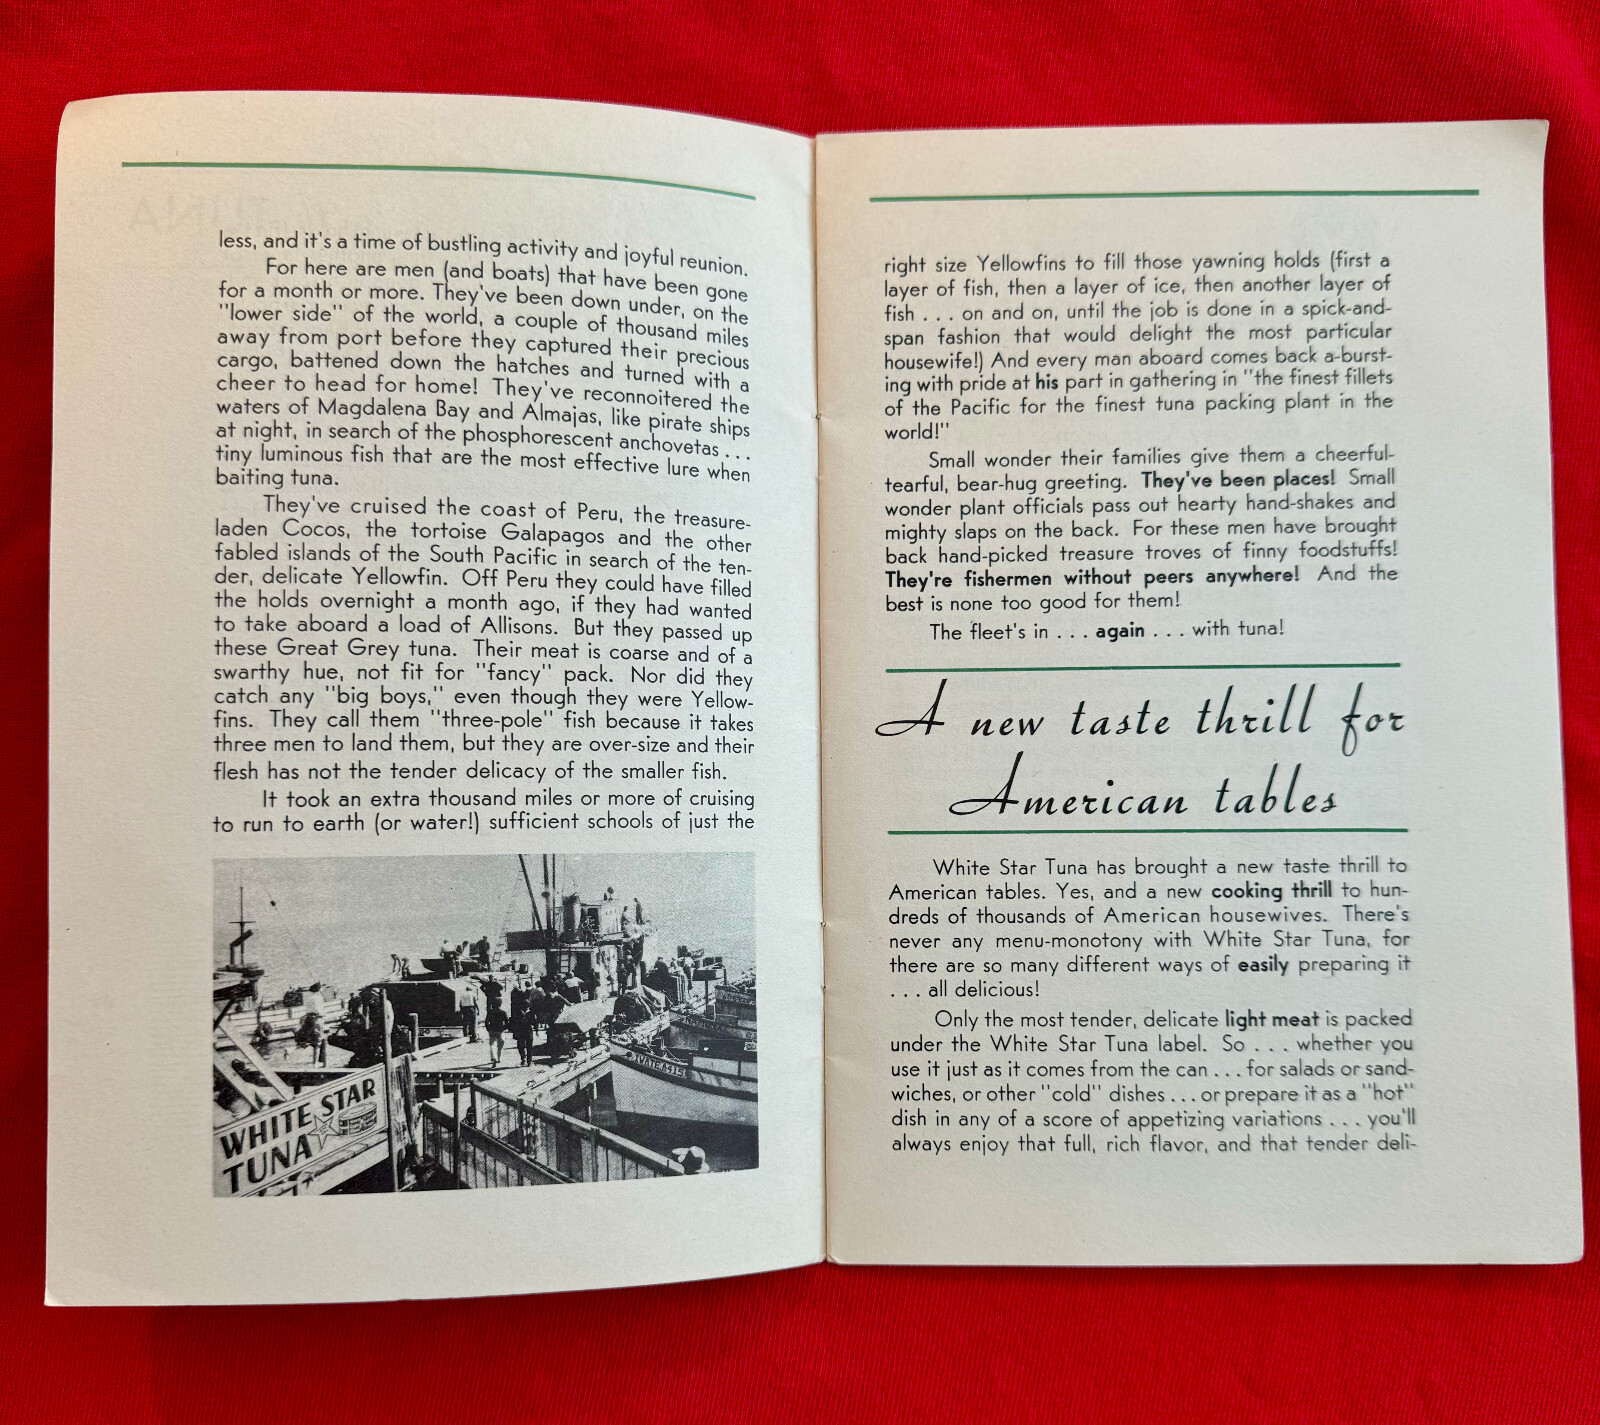 less, and it's a time of bustling activity and joyful reunion.
For here are men (and boats) that have been gone
for a month or more. They've been down under, on the
"lower side" of the world, a couple of thousand miles
away from port before they captured their precious
cargo, battened down the hatches and turned with a
cheer to head for home! They've reconnoitered the
waters of Magdalena Bay and Almajas, like pirate ships
at night, in search of the phosphorescent anchovetas . . .
tiny luminous fish that are the most effective lure when
baiting tuna.
They've cruised the coast of Peru, the treasure-
laden Cocos, the tortoise Galapagos and the other
fabled islands of the South Pacific in search of the ten-
der, delicate Yellowfin. Off Peru they could have filled
the holds overnight a month ago, if they had wanted
to take aboard a load of Allisons. But they passed up
these Great Grey tuna. Their meat is coarse and of a
swarthy hue, not fit for "fancy" pack. Nor did they
catch any "big boys," even though they were Yellow-
fins. They call them "three-pole" fish because it takes
three men to land them, but they are over-size and their
flesh has not the tender delicacy of the smaller fish.
It took an extra thousand miles or more of cruising
to run to earth (or water!) sufficient schools of just the
WHITE STAR
TUNA
right size Yellowfins to fill those yawning holds (first a
layer of fish, then a layer of ice, then another layer of
fish . . . on and on, until the job is done in a spick-and-
span fashion that would delight the most particular
housewife!) And every man aboard comes back a-burst-
ing with pride at his part in gathering in "the finest fillets
of the Pacific for the finest tuna packing plant in the
world!"
Small wonder their families give them a cheerful-
tearful, bear-hug greeting. They've been places! Small
wonder plant officials pass out hearty hand-shakes and
mighty slaps on the back. For these men have brought
back hand-picked treasure troves of finny foodstuffs!
They're fishermen without peers anywhere! And the
best is none too good for them!
The fleet's in . . . again . . . with tuna!
A new taste thrill for
American tables
White Star Tuna has brought a new taste thrill to
American tables. Yes, and a new cooking thrill to hun-
dreds of thousands of American housewives. There's
never any menu-monotony with White Star Tuna, for
there are so many different ways of easily preparing it
. . . all delicious!
Only the most tender, delicate light meat is packed
under the White Star Tuna label. So . . . whether you
use it just as it comes from the can . . . for salads or sand-
wiches, or other "cold" dishes . . . or prepare it as a "hot"
dish in any of a score of appetizing variations . . . you'll
always enjoy that full, rich flavor, and that tender deli-